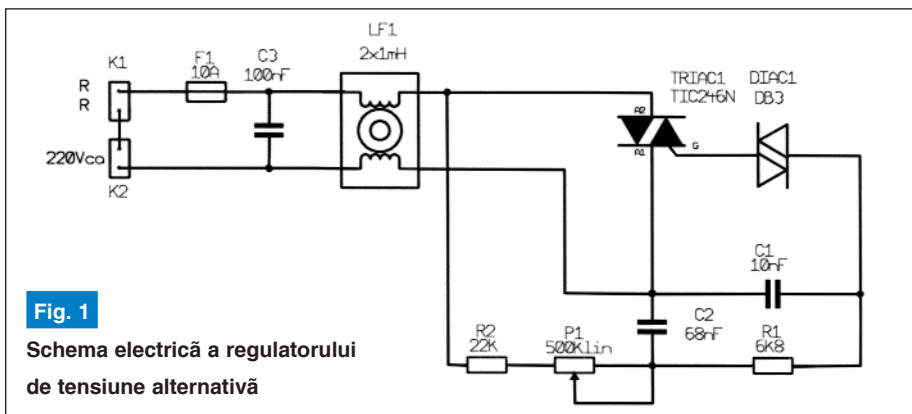 LF1
2x1mH
K1
F1
10A
C3
100nF
R
R
220Vca
K2
TRIAC1
TIC246N
DIAC1
DB3
A2
A1
G
C1
10nF
C2
68nF
R2
22K
P1
500Klin
R1
6K8
Fig. 1
Schema electricã a regulatorului
de tensiune alternativã